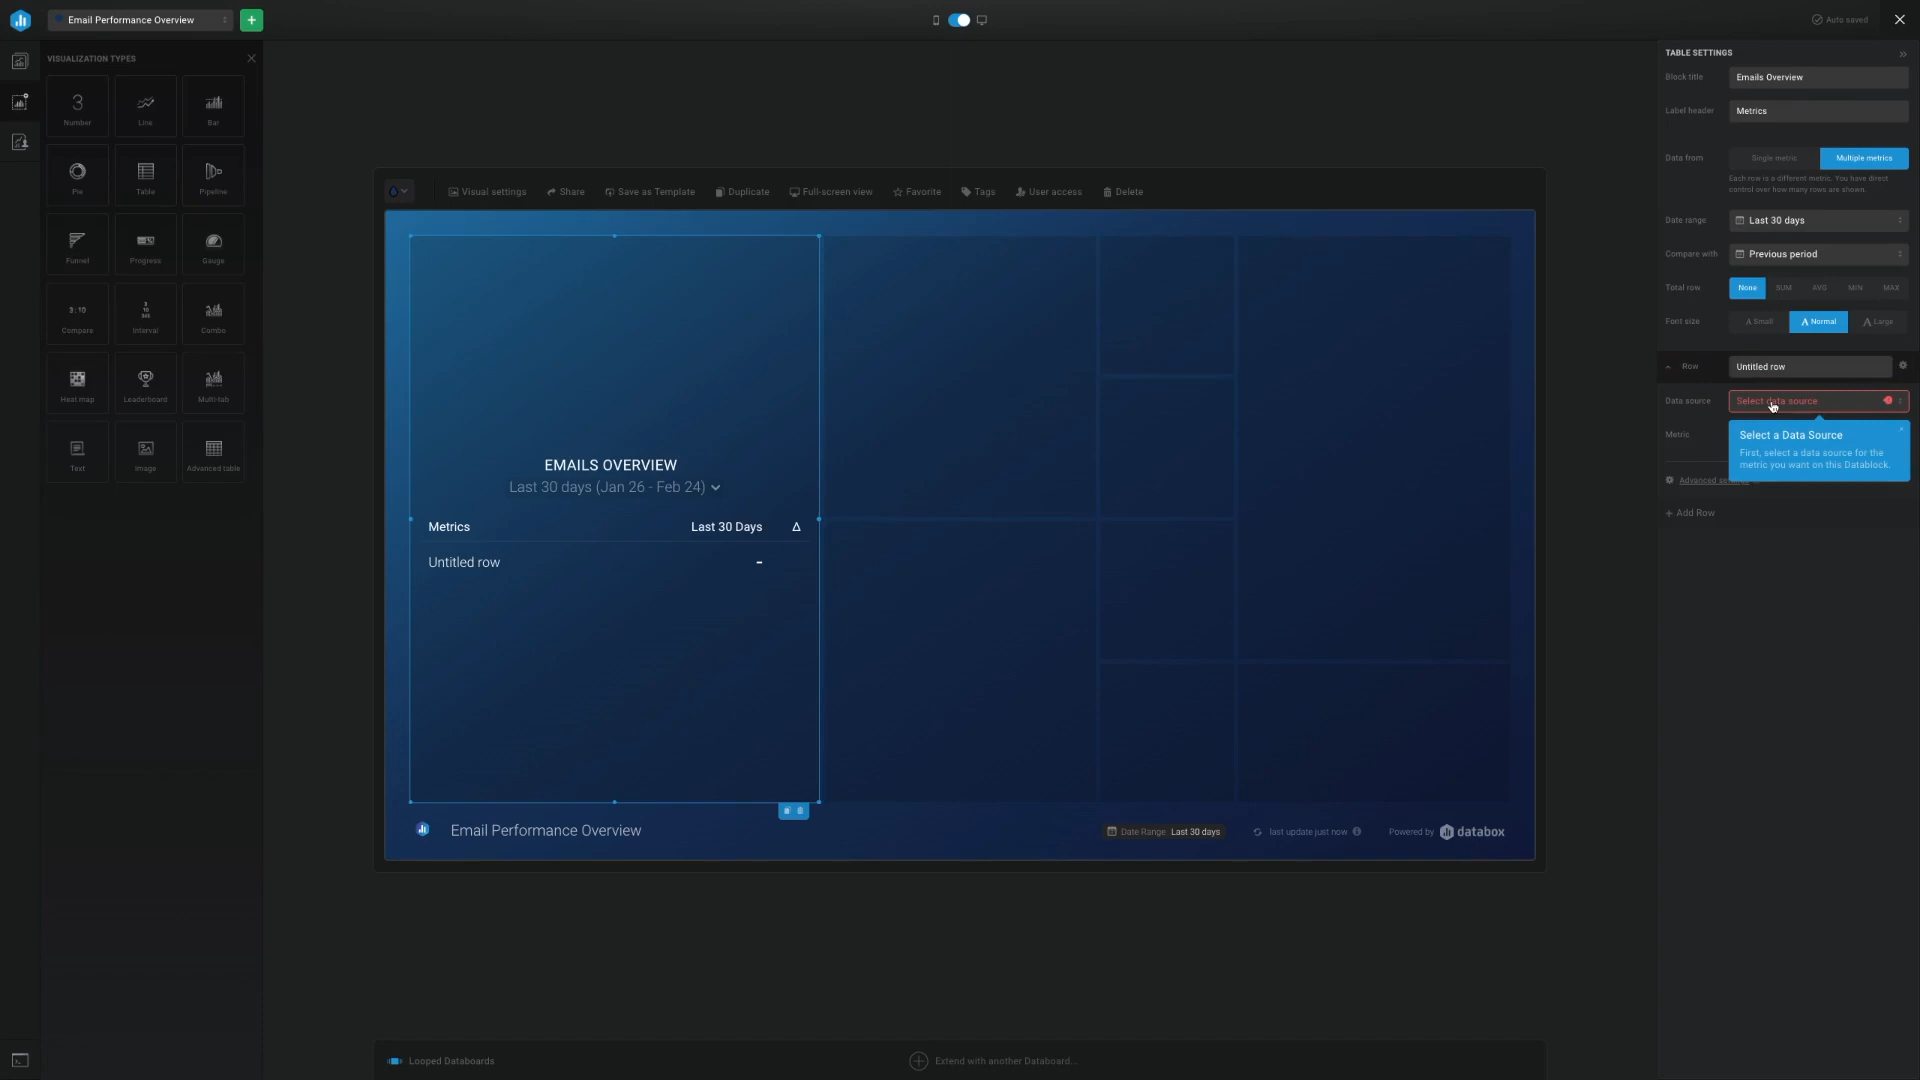 Email Performance Overview
Auto saved
VISUALIZATION TYPES
3
Number
Line
Bar
Pie
Table
Pipeline
Funnel
Progress
Gauge
3:10
Compare
Interval
Combo
Heat map
Leaderboard
Multi-tab
Text
Image
Advanced table
Visual settings
Share
Save as Template
Duplicate
Full-screen view
Favorite
Tags
User access
Delete
EMAILS OVERVIEW
Last 30 days (Jan 26 - Feb 24)
Metrics Last 30 Days Δ
Untitled row -
Email Performance Overview
Date Range Last 30 days
last update just now
Powered by databox
Looped Databoards
Extend with another Databoard...
TABLE SETTINGS
Block title Emails Overview
Label header Metrics
Data from Single metric Multiple metrics
Each row is a different metric. You have direct
control over how many rows are shown.
Date range Last 30 days
Compare with Previous period
Total row None SUM AVG MIN MAX
Font size A Small A Normal A Large
Row Untitled row
Data source Select data source
Metric
Select a Data Source
First, select a data source for the
metric you want on this Datablock.
Advanced settings
+ Add Row